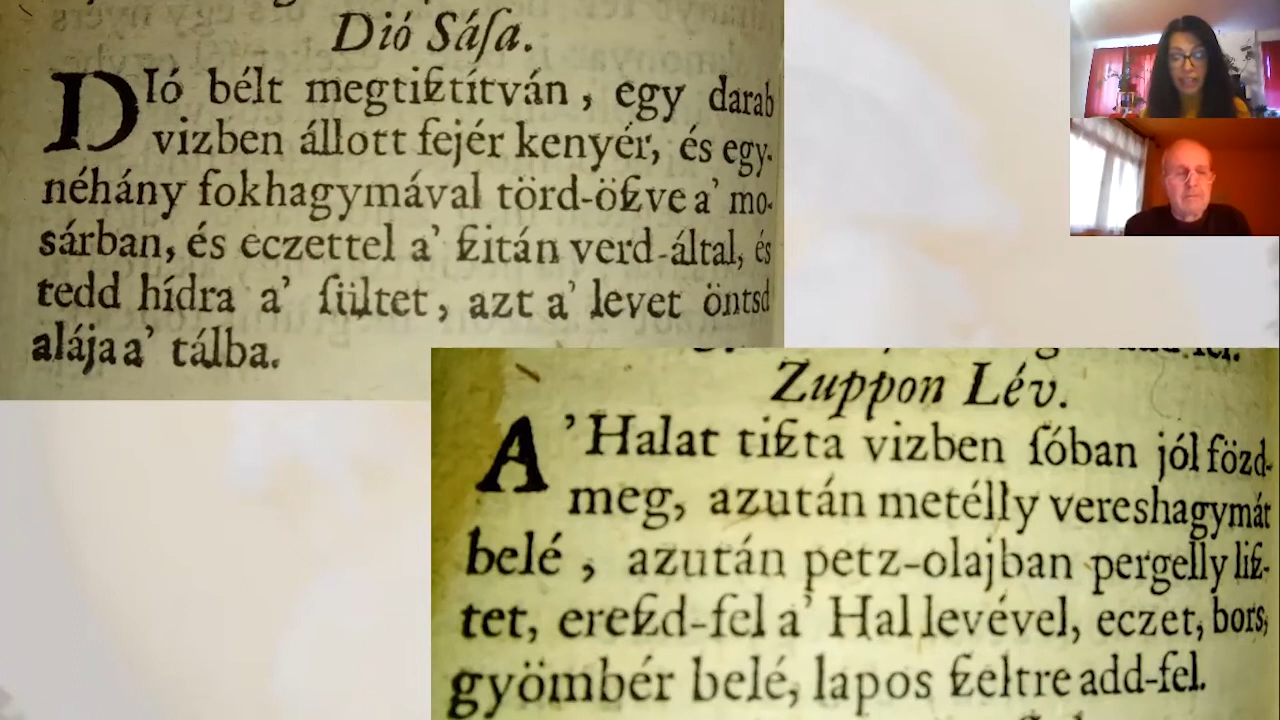 Dió Sáſa.
DIó bélt megtiſztítván, egy darab
vizben állott fejér kenyér, és egy-
néhány fokhagymával törd-öſzve a’ mo-
sárban, és eczettel a’ ſzitán verd-által, és
tedd hídra a’ ſültet, azt a’ levet öntsd
alája a’ tálba.
Zuppon Lév.
A’ Halat tiſzta vizben ſóban jól fözd-
meg, azután metélly vereshagymát
belé, azután petz-olajban pergelly liſz-
tet, ereſzd-fel a’ Hal levével, eczet, bors,
gyömbér belé, lapos ſzeltre add-fel.